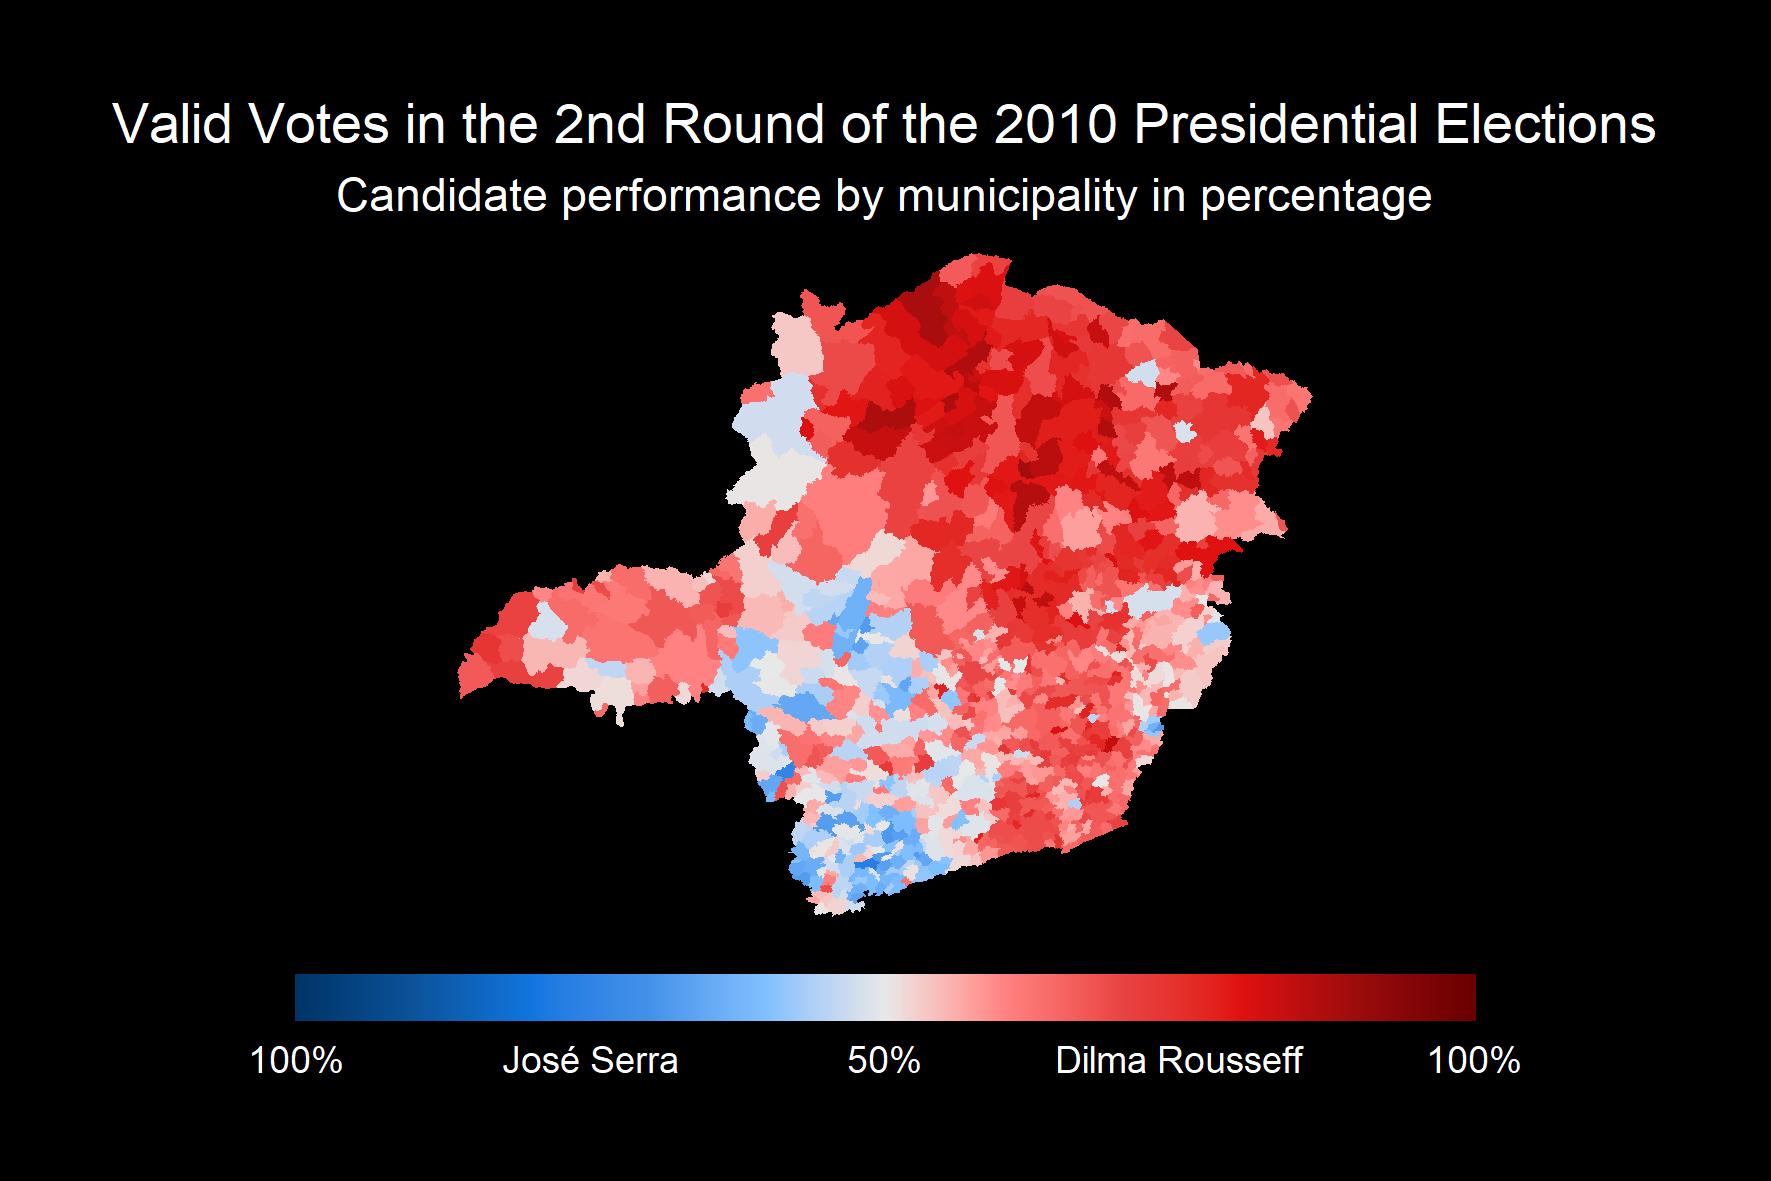 Valid Votes in the 2nd Round of the 2010 Presidential Elections
Candidate performance by municipality in percentage
100% José Serra 50% Dilma Rousseff 100%